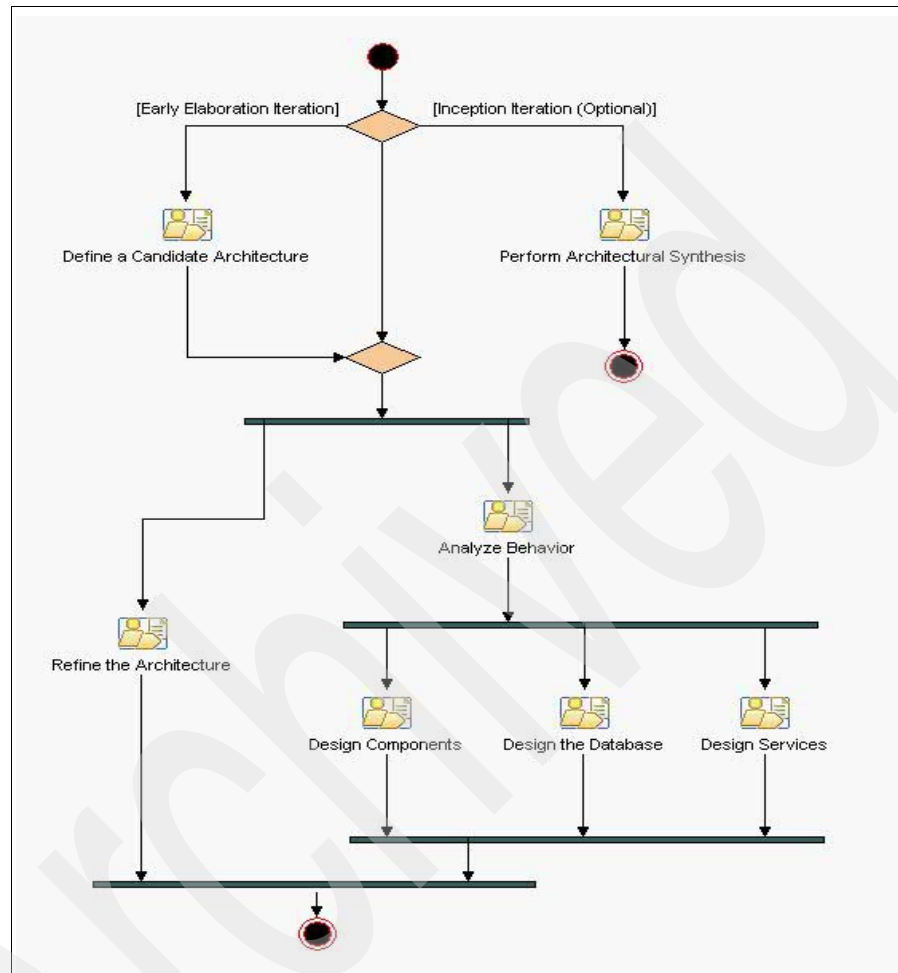 [Early Elaboration Iteration]
[Inception Iteration (Optional)]
Define a Candidate Architecture
Perform Architectural Synthesis
Analyze Behavior
Refine the Architecture
Design Components
Design the Database
Design Services
Archived